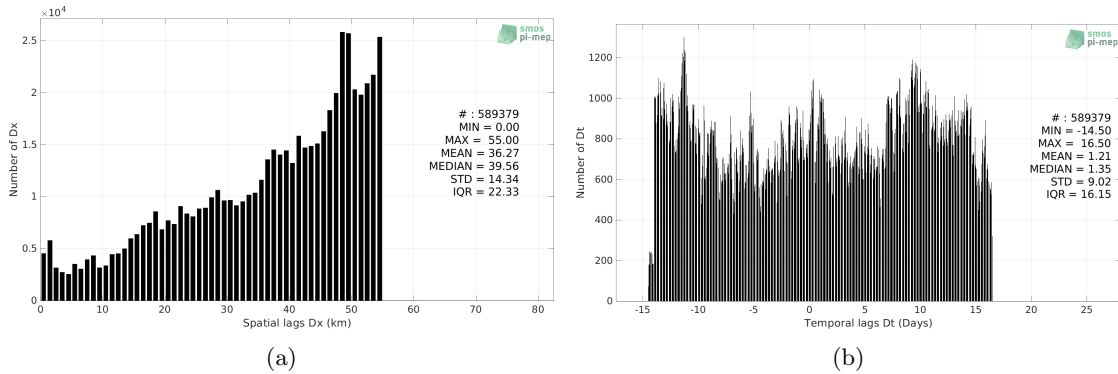 ×10⁴
2.5
2
1.5
1
0.5
0
0
10
20
30
40
50
60
70
80
Number of Dx
Spatial lags Dx (km)
smos
pi-mep
# : 589379
MIN = 0.00
MAX = 55.00
MEAN = 36.27
MEDIAN = 39.56
STD = 14.34
IQR = 22.33
(a)
1200
1000
800
600
400
200
0
-15
-10
-5
0
5
10
15
20
25
Number of Dt
Temporal lags Dt (Days)
smos
pi-mep
# : 589379
MIN = -14.50
MAX = 16.50
MEAN = 1.21
MEDIAN = 1.35
STD = 9.02
IQR = 16.15
(b)